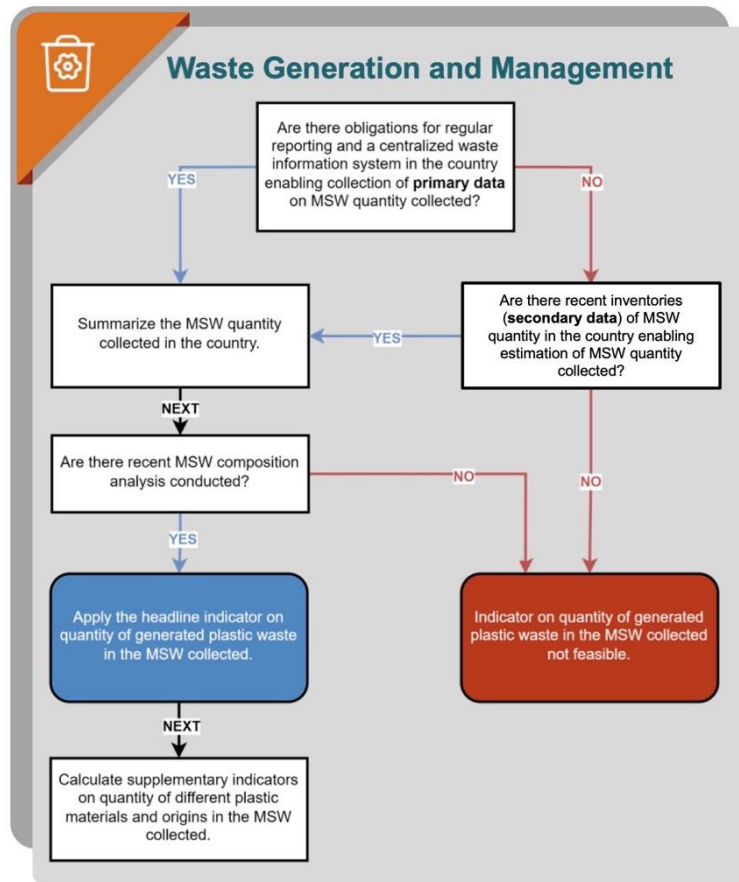 Waste Generation and Management
Are there obligations for regular
reporting and a centralized waste
information system in the country
enabling collection of primary data
on MSW quantity collected?
YES
NO
Summarize the MSW quantity
collected in the country.
YES
Are there recent inventories
(secondary data) of MSW
quantity in the country enabling
estimation of MSW quantity
collected?
NEXT
Are there recent MSW composition
analysis conducted?
NO
NO
YES
Apply the headline indicator on
quantity of generated plastic waste
in the MSW collected.
Indicator on quantity of generated
plastic waste in the MSW collected
not feasible.
NEXT
Calculate supplementary indicators
on quantity of different plastic
materials and origins in the MSW
collected.